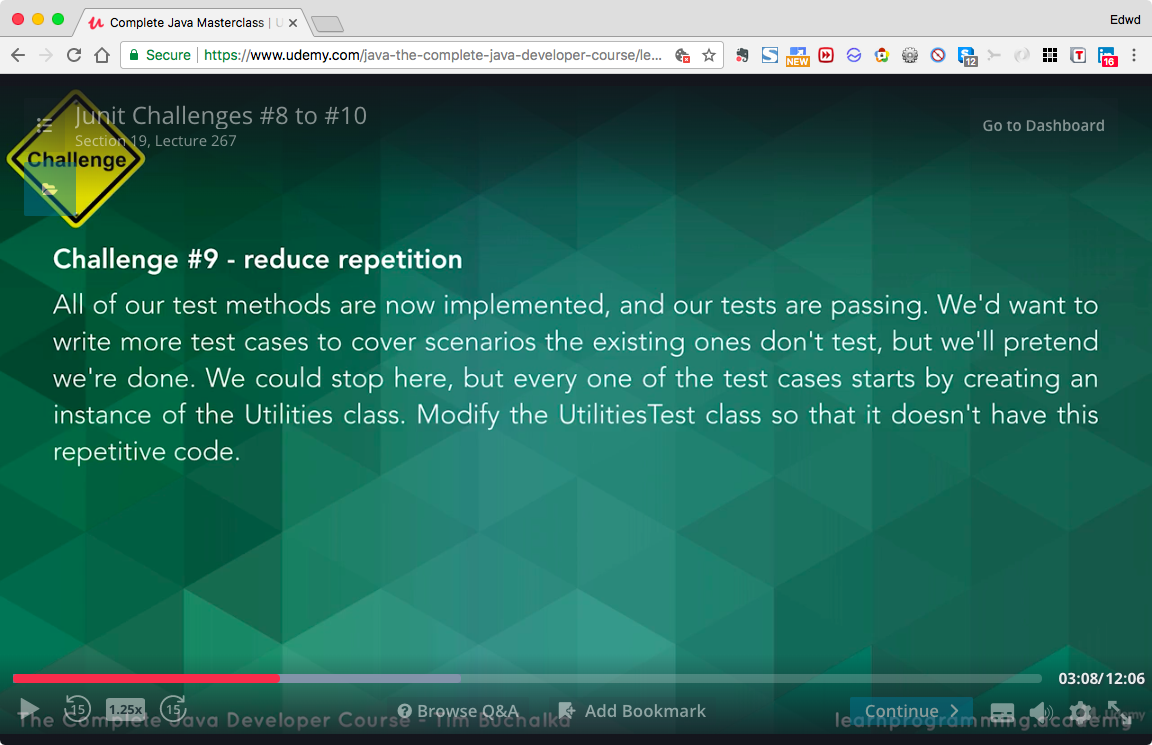 Complete Java Masterclass | U
Edwd
Secure
https://www.udemy.com/java-the-complete-java-developer-course/le...
NEW
12
T
16
Junit Challenges #8 to #10
Section 19, Lecture 267
Go to Dashboard
Challenge
Challenge #9 - reduce repetition
All of our test methods are now implemented, and our tests are passing. We'd want to
write more test cases to cover scenarios the existing ones don't test, but we'll pretend
we're done. We could stop here, but every one of the test cases starts by creating an
instance of the Utilities class. Modify the UtilitiesTest class so that it doesn't have this
repetitive code.
03:08/12:06
15
1.25x
15
Browse Q&A
Add Bookmark
Continue
The Complete Java Developer Course - Tim Buchalka
learnprogramming.academy
Udemy